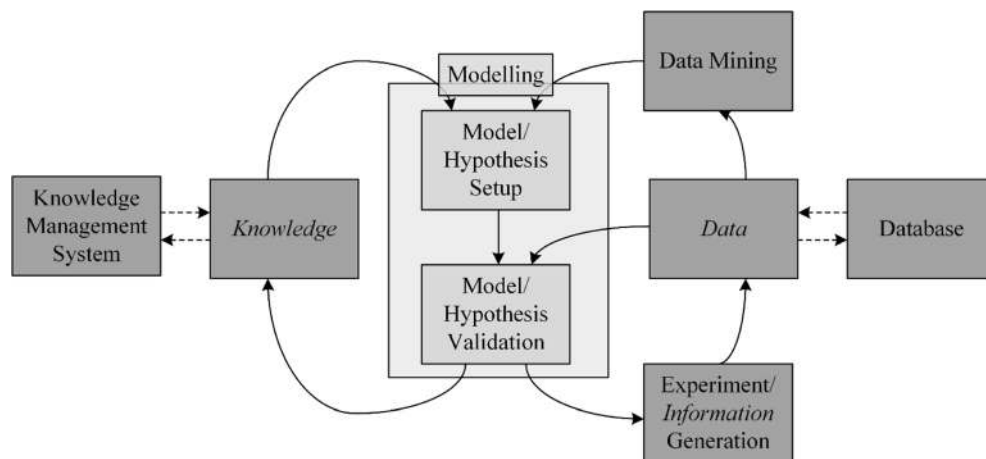 Data Mining
Modelling
Model/
Hypothesis
Setup
Knowledge
Management
System
Knowledge
Data
Database
Model/
Hypothesis
Validation
Experiment/
Information
Generation